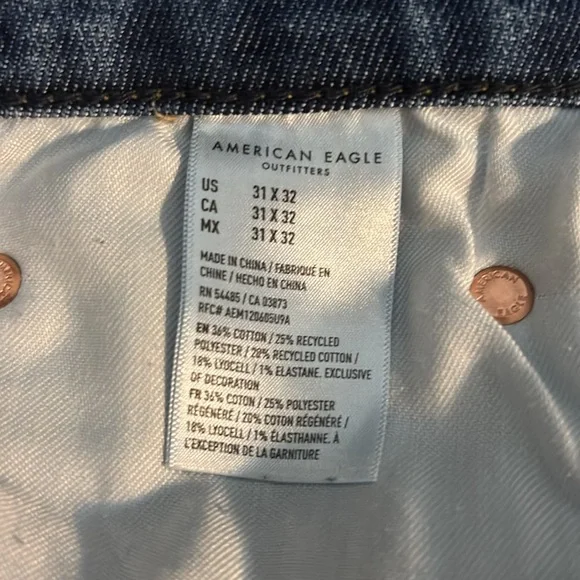 AMERICAN EAGLE
OUTFITTERS
US 31 X 32
CA 31 X 32
MX 31 X 32
MADE IN CHINA / FABRIQUÉ EN
CHINE / HECHO EN CHINA
RN 54485 / CA 03873
RFC# AEM120605U9A
EN 36% COTTON / 25% RECYCLED
POLYESTER / 20% RECYCLED COTTON /
18% LYOCELL / 1% ELASTANE. EXCLUSIVE
OF DECORATION
FR 36% COTON / 25% POLYESTER
RÉGÉNÉRÉ / 20% COTON RÉGÉNÉRÉ /
18% LYOCELL / 1% ÉLASTHANNE. À
L'EXCEPTION DE LA GARNITURE
AMERICAN